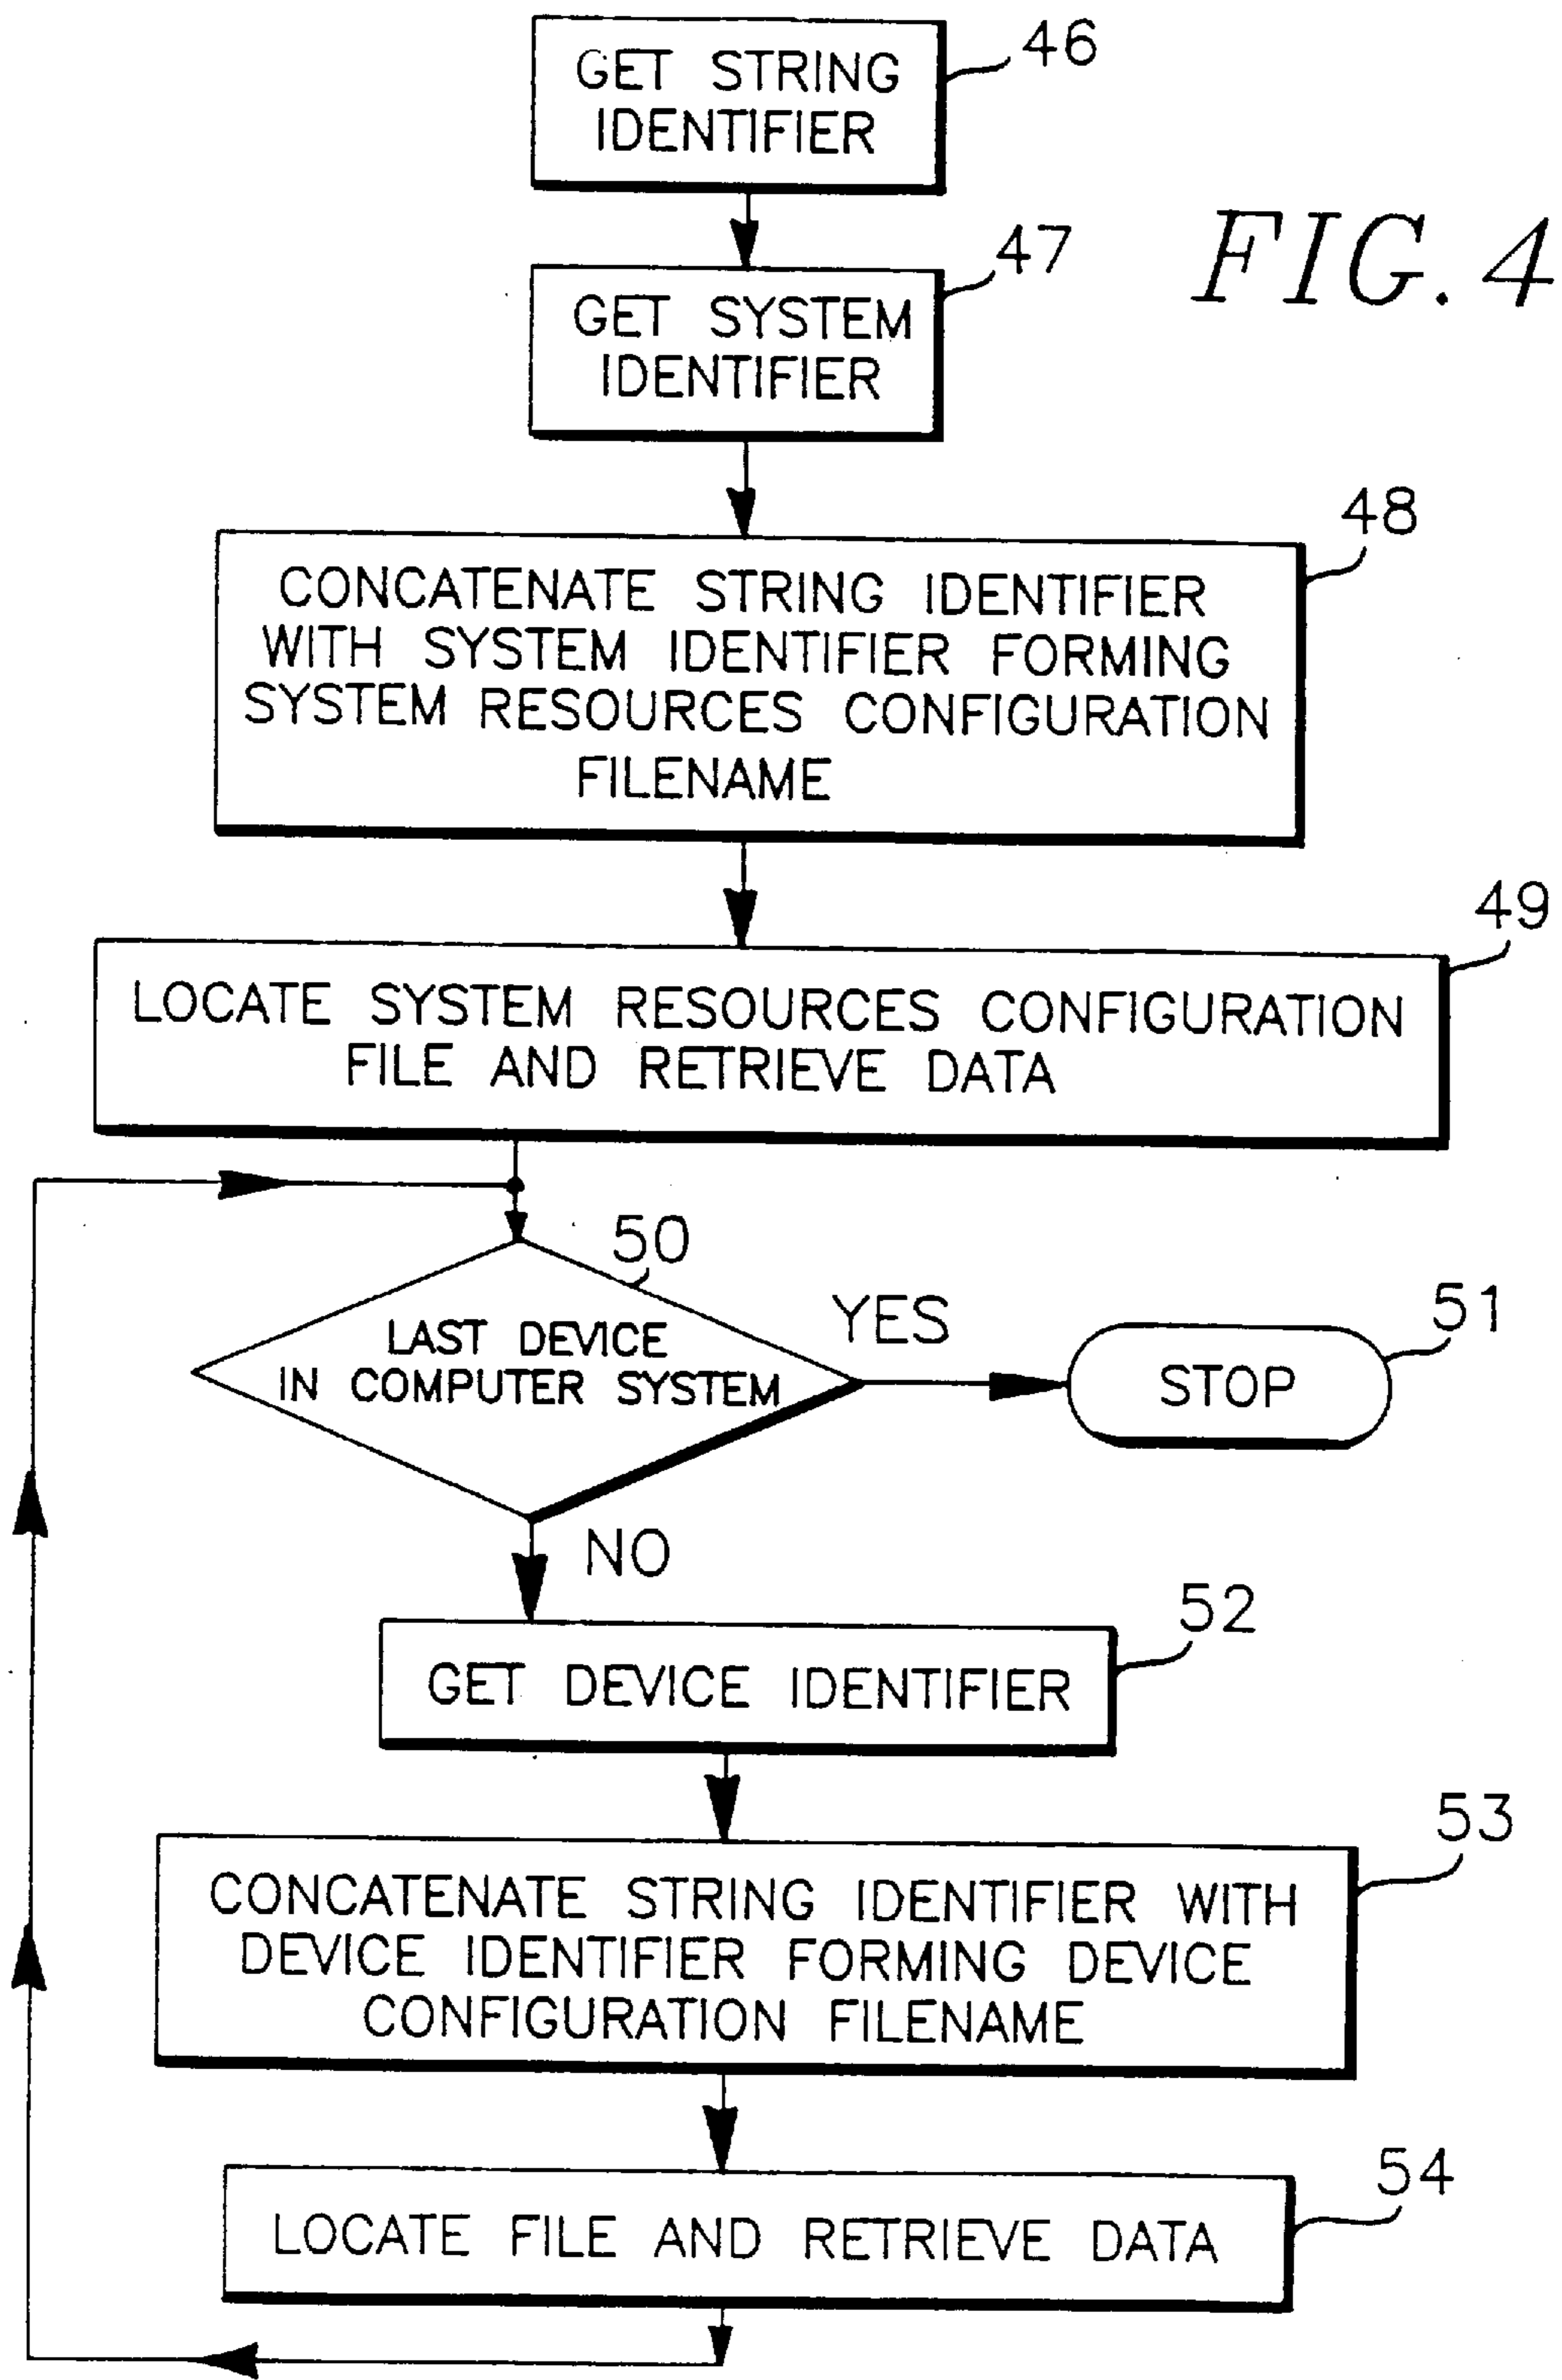 GET STRING
IDENTIFIER
46
GET SYSTEM
IDENTIFIER
47
FIG. 4
CONCATENATE STRING IDENTIFIER
WITH SYSTEM IDENTIFIER FORMING
SYSTEM RESOURCES CONFIGURATION
FILENAME
48
LOCATE SYSTEM RESOURCES CONFIGURATION
FILE AND RETRIEVE DATA
49
LAST DEVICE
IN COMPUTER SYSTEM
50
YES
STOP
51
NO
GET DEVICE IDENTIFIER
52
CONCATENATE STRING IDENTIFIER WITH
DEVICE IDENTIFIER FORMING DEVICE
CONFIGURATION FILENAME
53
LOCATE FILE AND RETRIEVE DATA
54